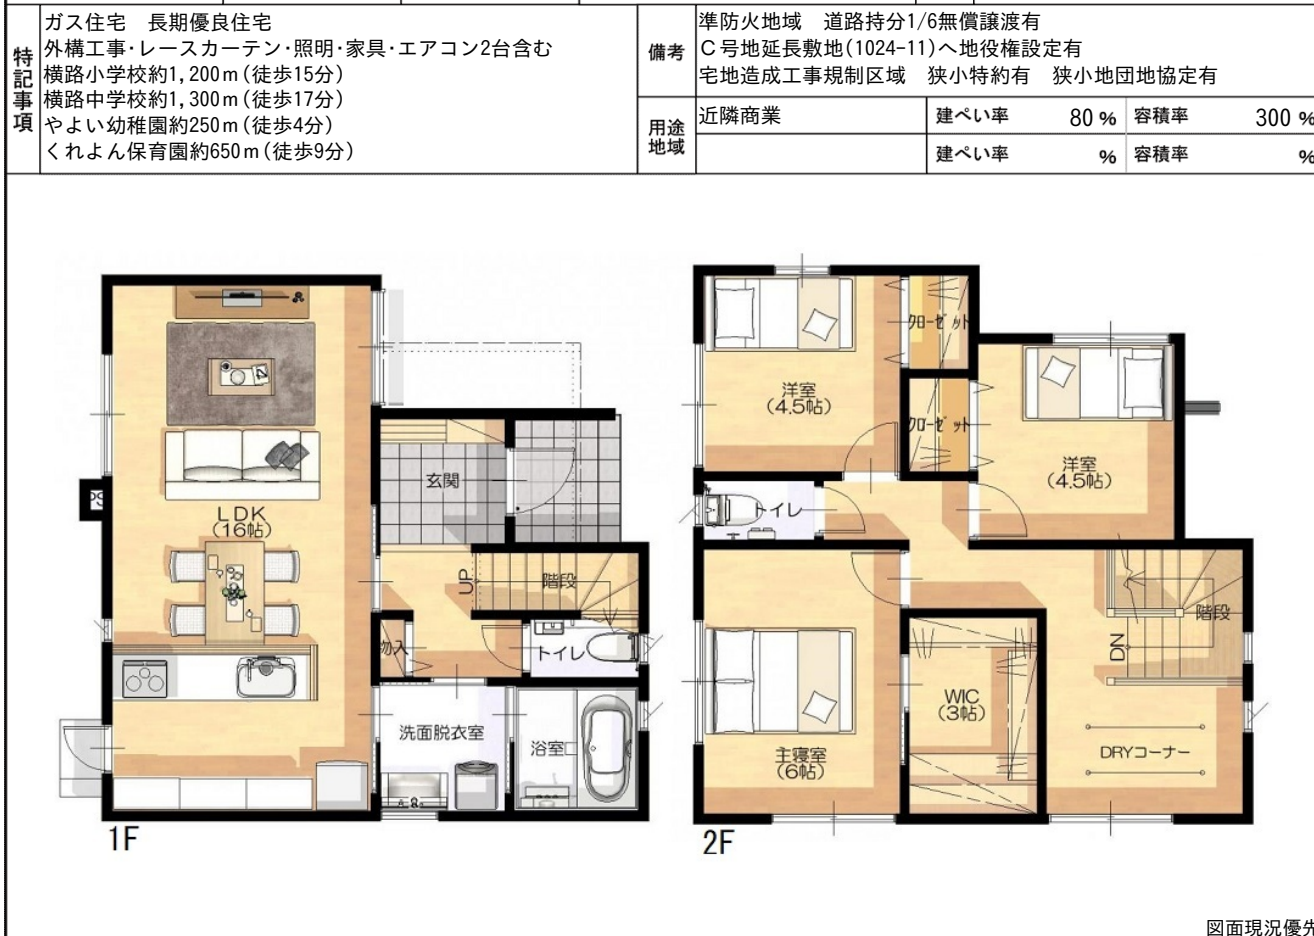 特記事項
ガス住宅　長期優良住宅
外構工事･レースカーテン･照明･家具･エアコン2台含む
横路小学校約1,200ｍ(徒歩15分)
横路中学校約1,300ｍ(徒歩17分)
やよい幼稚園約250ｍ(徒歩4分)
くれよん保育園約650ｍ(徒歩9分)
備考
準防火地域　道路持分1/6無償譲渡有
Ｃ号地延長敷地(1024-11)へ地役権設定有
宅地造成工事規制区域　狭小特約有　狭小地団地協定有
用途地域
近隣商業
建ぺい率　80 %　容積率　300 %
建ぺい率　%　容積率　%
LDK
(16帖)
玄関
UP
階段
物入
トイレ
洗面脱衣室
浴室
1F
洋室
(4.5帖)
クローゼット
クローゼット
洋室
(4.5帖)
トイレ
階段
DN
WIC
(3帖)
主寝室
(6帖)
DRYコーナー
2F
図面現況優先